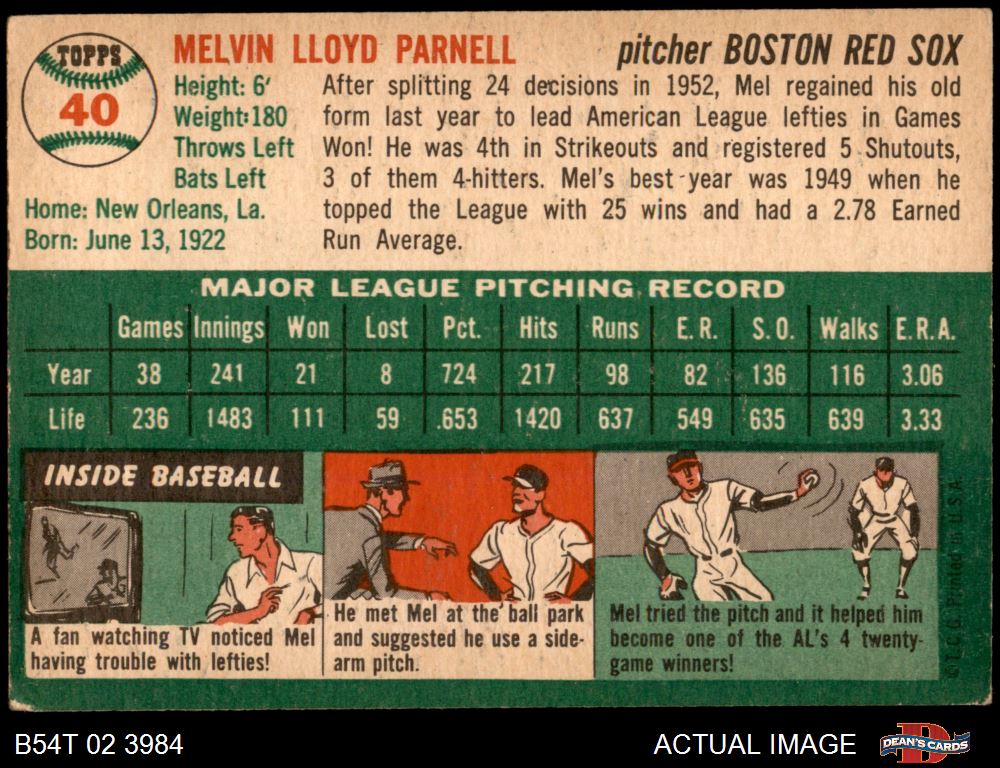 TOPPS
40
MELVIN LLOYD PARNELL
pitcher BOSTON RED SOX
Height: 6'
Weight:180
Throws Left
Bats Left
Home: New Orleans, La.
Born: June 13, 1922
After splitting 24 decisions in 1952, Mel regained his old
form last year to lead American League lefties in Games
Won! He was 4th in Strikeouts and registered 5 Shutouts,
3 of them 4-hitters. Mel's best year was 1949 when he
topped the League with 25 wins and had a 2.78 Earned
Run Average.
MAJOR LEAGUE PITCHING RECORD
Games Innings Won Lost Pct. Hits Runs E. R. S. O. Walks E.R.A.
Year 38 241 21 8 724 217 98 82 136 116 3.06
Life 236 1483 111 59 .653 1420 637 549 635 639 3.33
INSIDE BASEBALL
A fan watching TV noticed Mel
having trouble with lefties!
He met Mel at the ball park
and suggested he use a side-
arm pitch.
Mel tried the pitch and it helped him
become one of the AL's 4 twenty-
game winners!
© T.C.G. Printed in U.S.A.
B54T 02 3984
ACTUAL IMAGE
DEAN'S CARDS